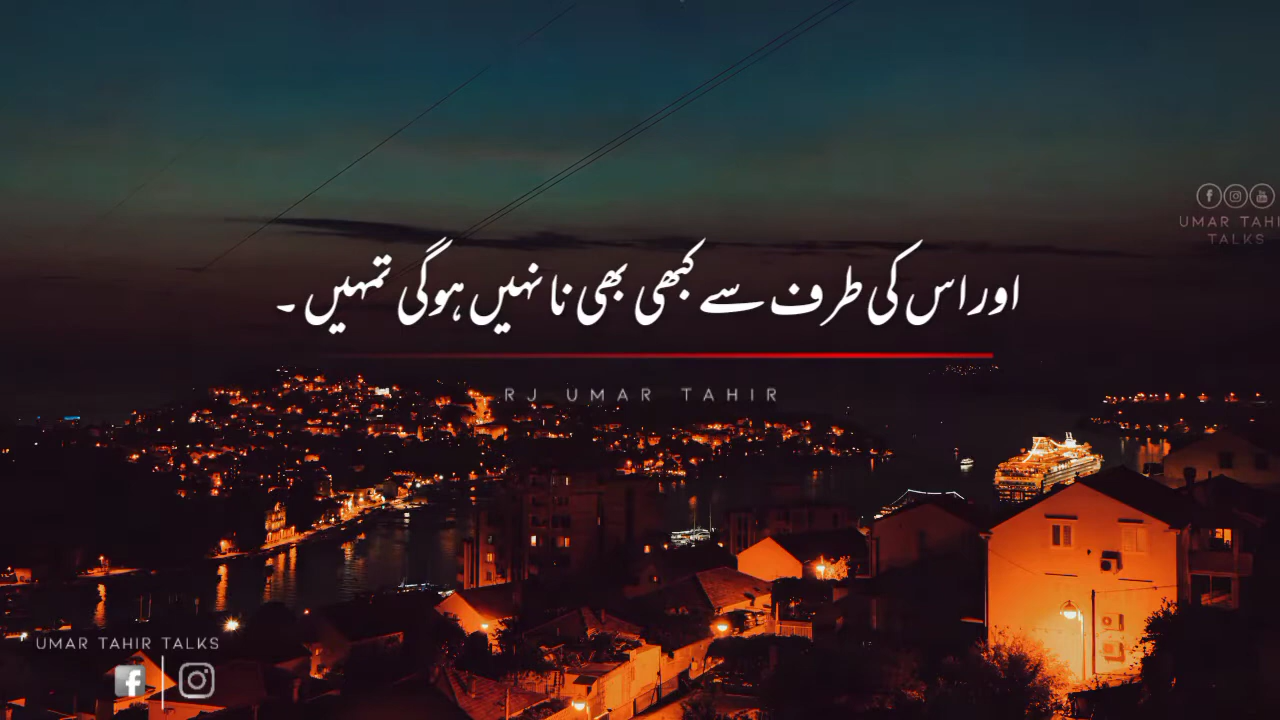 UMAR TAHI
TALKS
اور اس کی طرف سے کبھی بھی نا نہیں ہوگی تمہیں ۔
RJ UMAR TAHIR
UMAR TAHIR TALKS